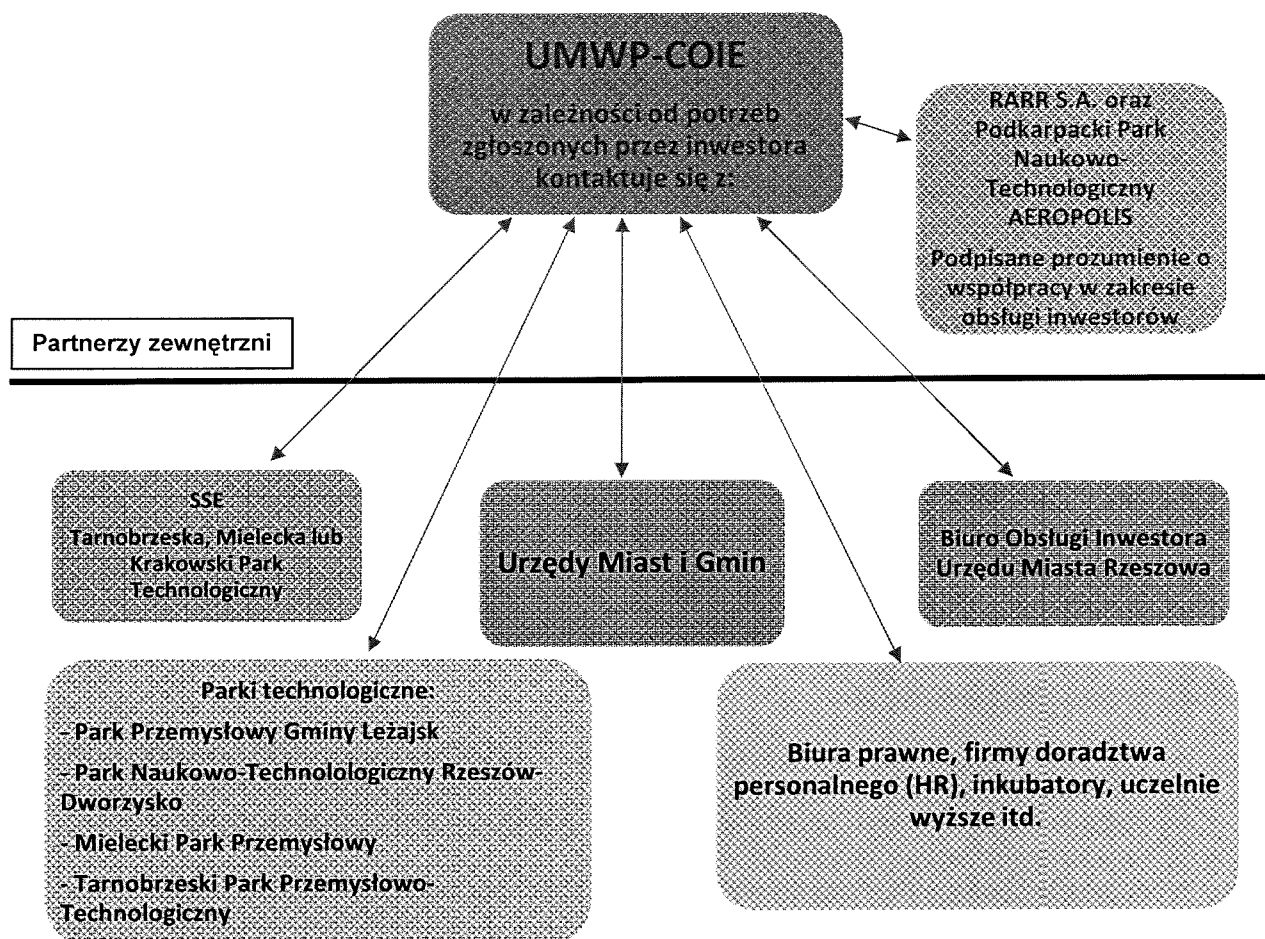 UMWP-COIE
w zależności od potrzeb
zgłoszonych przez inwestora
kontaktuje się z:
RARR S.A. oraz
Podkarpacki Park
Naukowo-
Technologiczny
AEROPOLIS
Podpisane prozumienie o
współpracy w zakresie
obsługi inwestorów
Partnerzy zewnętrzni
SSE
Tarnobrzeska, Mielecka lub
Krakowski Park
Technologiczny
Urzędy Miast i Gmin
Biuro Obsługi Inwestora
Urzędu Miasta Rzeszowa
Parki technologiczne:
- Park Przemysłowy Gminy Leżajsk
- Park Naukowo-Technolologiczny Rzeszów-
Dworzysko
- Mielecki Park Przemysłowy
- Tarnobrzeski Park Przemysłowo-
Technologiczny
Biura prawne, firmy doradztwa
personalnego (HR), inkubatory, uczelnie
wyższe itd.